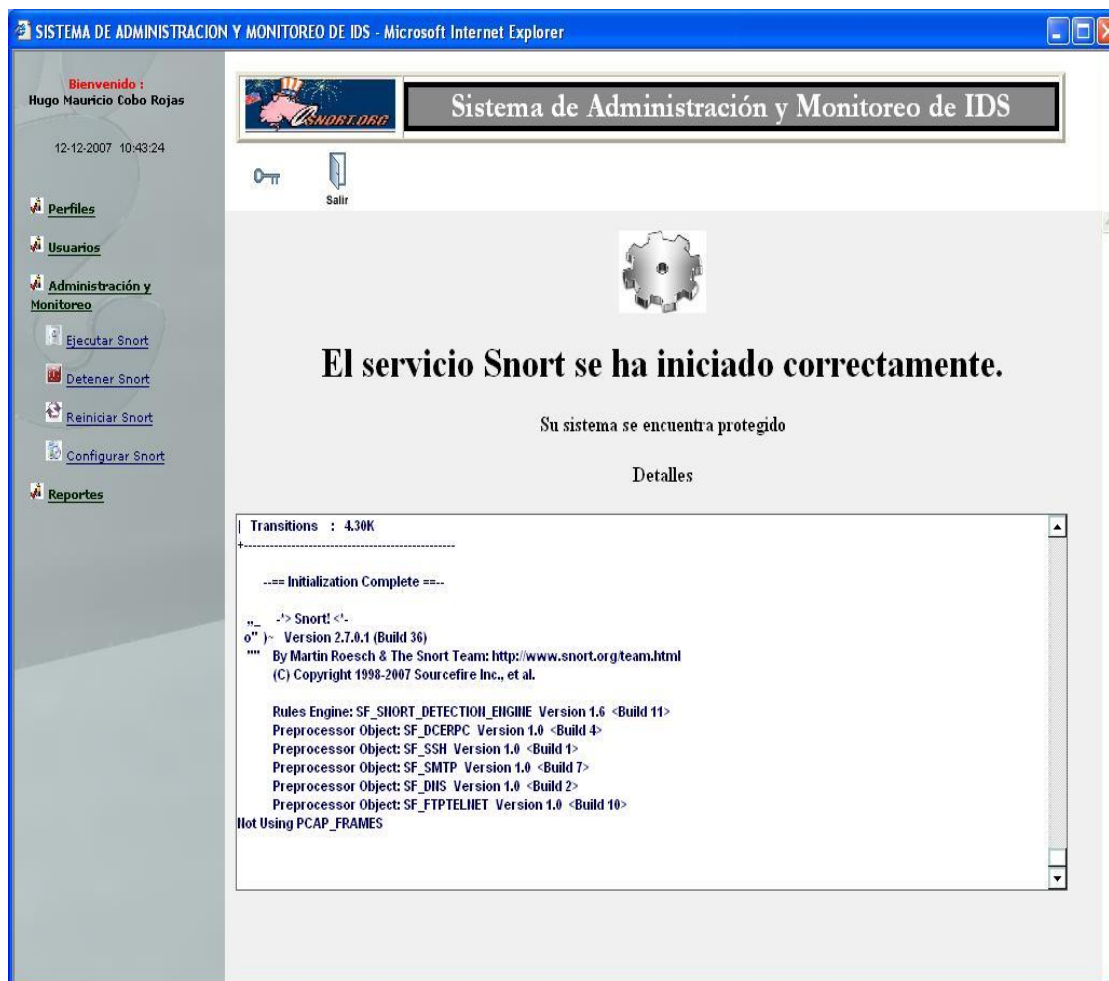 SISTEMA DE ADMINISTRACION Y MONITOREO DE IDS - Microsoft Internet Explorer
Bienvenido :
Hugo Mauricio Cobo Rojas
12-12-2007 10:43:24
Perfiles
Usuarios
Administración y
Monitoreo
Ejecutar Snort
Detener Snort
Reiniciar Snort
Configurar Snort
Reportes
SNORT.ORG
Sistema de Administración y Monitoreo de IDS
Salir
El servicio Snort se ha iniciado correctamente.
Su sistema se encuentra protegido
Detalles
| Transitions : 4.30K
+-------------------------------------------------
--== Initialization Complete ==--
,,_ -*> Snort! <*-
o" )~ Version 2.7.0.1 (Build 36)
'''' By Martin Roesch & The Snort Team: http://www.snort.org/team.html
(C) Copyright 1998-2007 Sourcefire Inc., et al.
Rules Engine: SF_SNORT_DETECTION_ENGINE Version 1.6 <Build 11>
Preprocessor Object: SF_DCERPC Version 1.0 <Build 4>
Preprocessor Object: SF_SSH Version 1.0 <Build 1>
Preprocessor Object: SF_SMTP Version 1.0 <Build 7>
Preprocessor Object: SF_DNS Version 1.0 <Build 2>
Preprocessor Object: SF_FTPTELNET Version 1.0 <Build 10>
Not Using PCAP_FRAMES